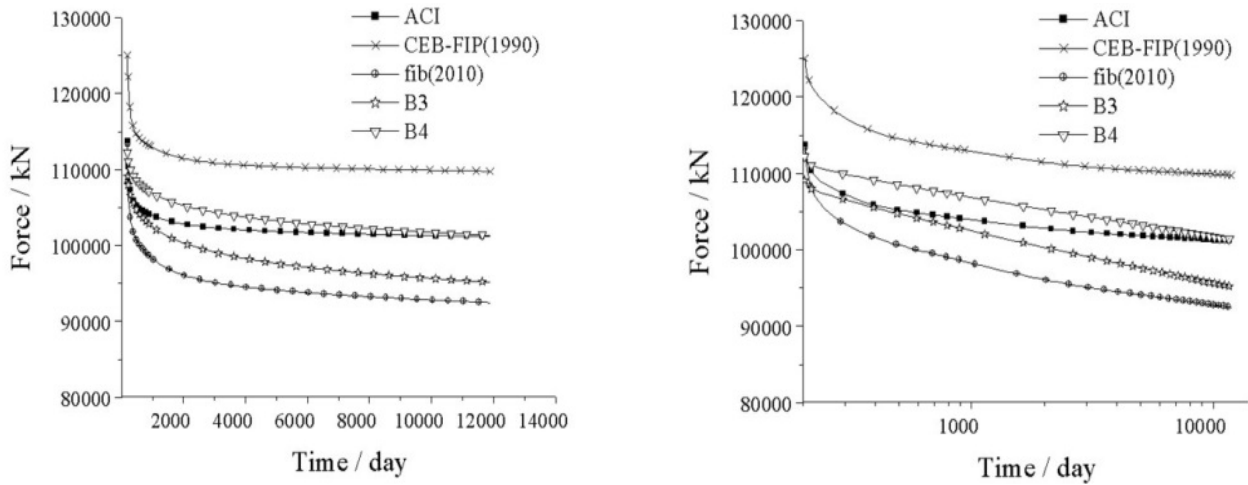 130000
120000
110000
100000
90000
80000
Force / kN
2000 4000 6000 8000 10000 12000 14000
Time / day
ACI
CEB-FIP(1990)
fib(2010)
B3
B4
130000
120000
110000
100000
90000
80000
Force / kN
1000 10000
Time / day
ACI
CEB-FIP(1990)
fib(2010)
B3
B4